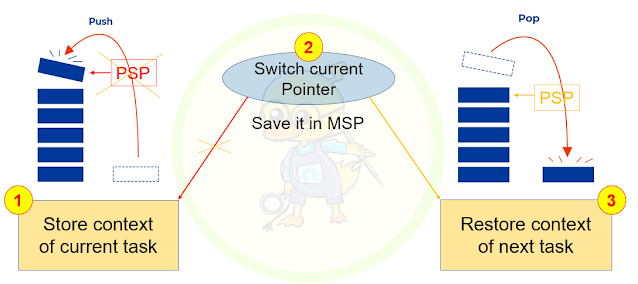 Push
PSP
1
Store context
of current task
2
Switch current
Pointer
Save it in MSP
Pop
PSP
3
Restore context
of next task